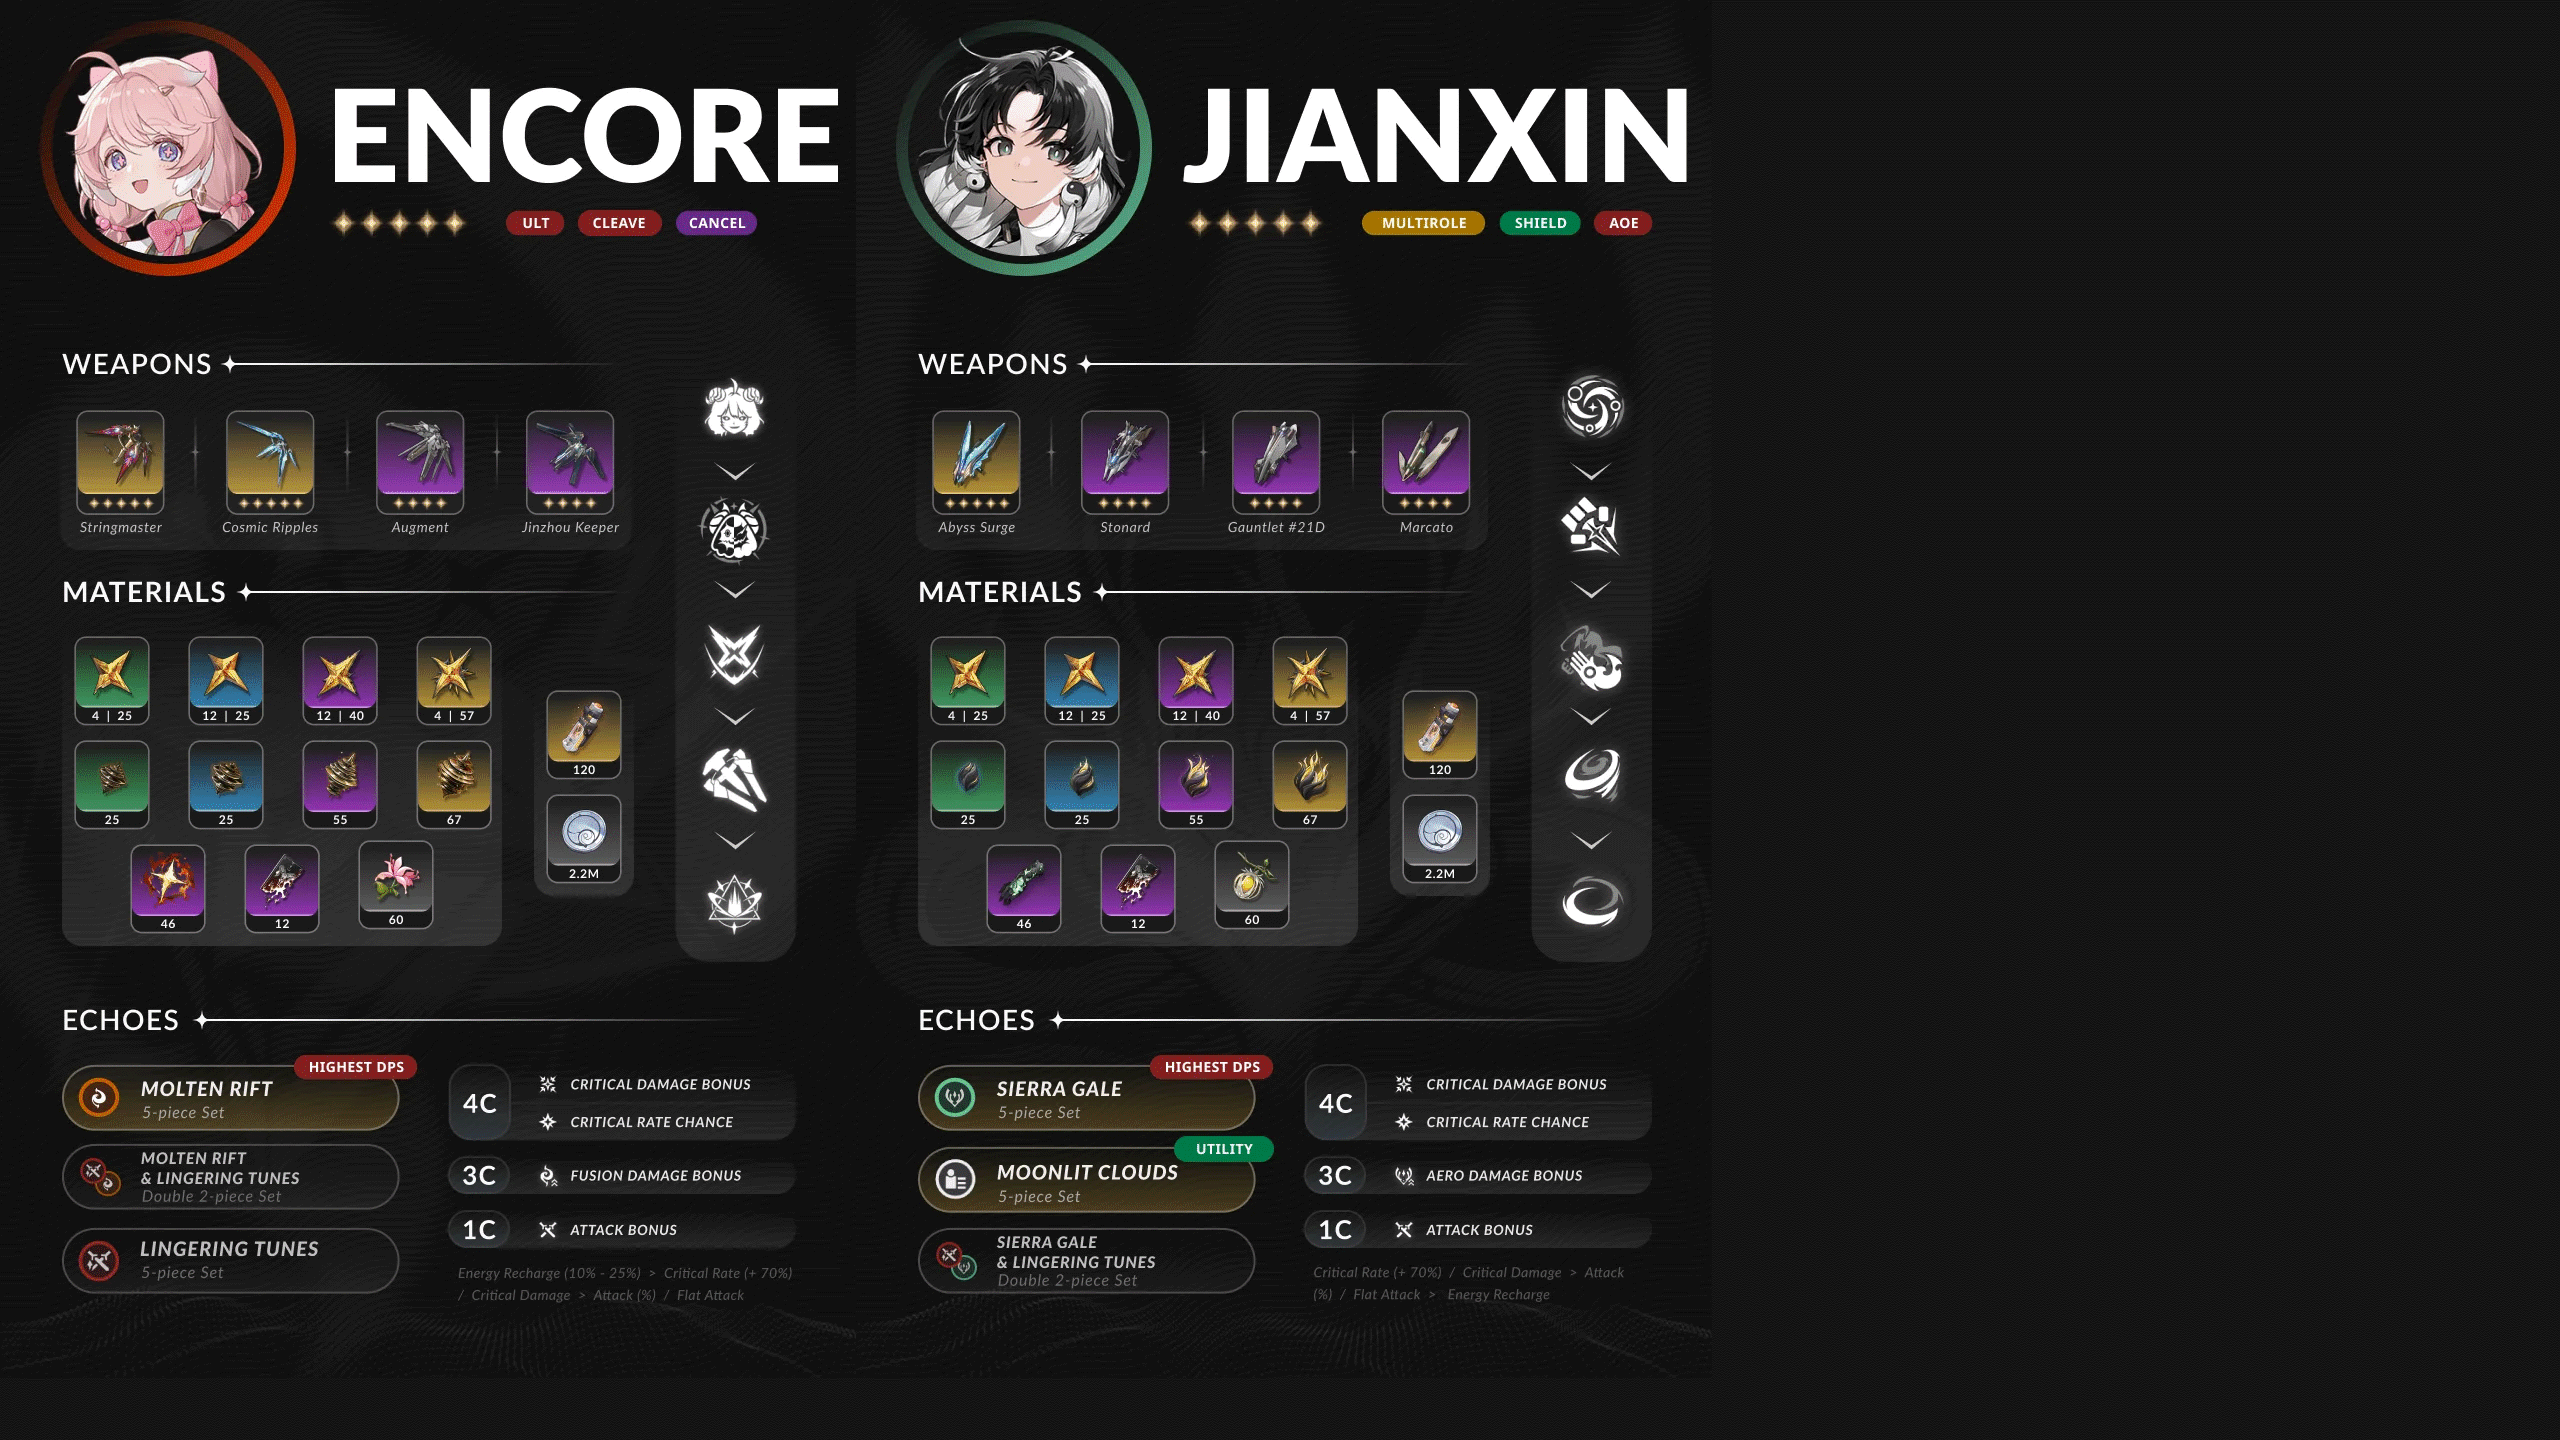 ENCORE
ULT CLEAVE CANCEL
WEAPONS
Stringmaster Cosmic Ripples Augment Jinzhou Keeper
MATERIALS
4 | 25 12 | 25 12 | 40 4 | 57
120
25 25 55 67
2.2M
46 12 60
ECHOES
HIGHEST DPS
MOLTEN RIFT
5-piece Set
MOLTEN RIFT
& LINGERING TUNES
Double 2-piece Set
LINGERING TUNES
5-piece Set
4C
CRITICAL DAMAGE BONUS
CRITICAL RATE CHANCE
3C FUSION DAMAGE BONUS
1C ATTACK BONUS
Energy Recharge (10% - 25%) > Critical Rate (+ 70%)
/ Critical Damage > Attack (%) / Flat Attack
JIANXIN
MULTIROLE SHIELD AOE
WEAPONS
Abyss Surge Stonard Gauntlet #21D Marcato
MATERIALS
4 | 25 12 | 25 12 | 40 4 | 57
120
25 25 55 67
2.2M
46 12 60
ECHOES
HIGHEST DPS
SIERRA GALE
5-piece Set
UTILITY
MOONLIT CLOUDS
5-piece Set
SIERRA GALE
& LINGERING TUNES
Double 2-piece Set
4C
CRITICAL DAMAGE BONUS
CRITICAL RATE CHANCE
3C AERO DAMAGE BONUS
1C ATTACK BONUS
Critical Rate (+ 70%) / Critical Damage > Attack
(%) / Flat Attack > Energy Recharge